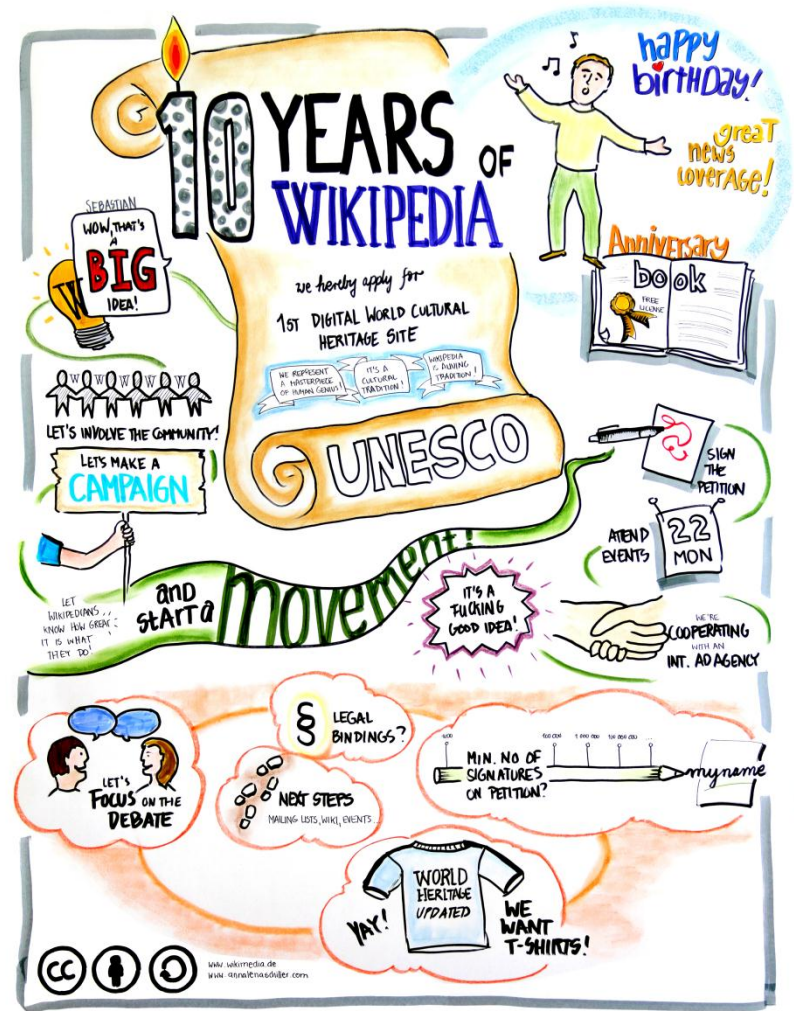 10 YEARS OF
WIKIPEDIA
happy
birthday!
great
news
coverage!
Anniversary
book
FREE
LICENSE
SEBASTIAN
WOW, THAT'S
A
BIG
IDEA!
W
we hereby apply for
1ST DIGITAL WORLD CULTURAL
HERITAGE SITE
WE REPRESENT
A MASTERPIECE
OF HUMAN GENIUS!
IT'S A
CULTURAL
TRADITION!
WIKIPEDIA
IS A LIVING
TRADITION!
UNESCO
W W W W W
LET'S INVOLVE THE COMMUNITY!
LETS MAKE A
CAMPAIGN
LET
WIKIPEDIANS
KNOW HOW GREAT
IT IS WHAT
THEY DO!
and
start a
movement!
SIGN
THE
PETITION
ATEND
EVENTS
22
MON
IT'S A
FUCKING
GOOD IDEA!
WE'RE
COOPERATING
WITH AN
INT. AD AGENCY
LET'S
FOCUS ON THE
DEBATE
§
LEGAL
BINDINGS?
NEXT STEPS
MAILING LISTS, WIKI, EVENTS...
MIN. NO OF
SIGNATURES
ON PETITION?
myname
WORLD
HERITAGE
UPDATED
YAY!
WE
WANT
T-SHIRTS!
CC
www.wikimedia.de
www.annalenaschiller.com